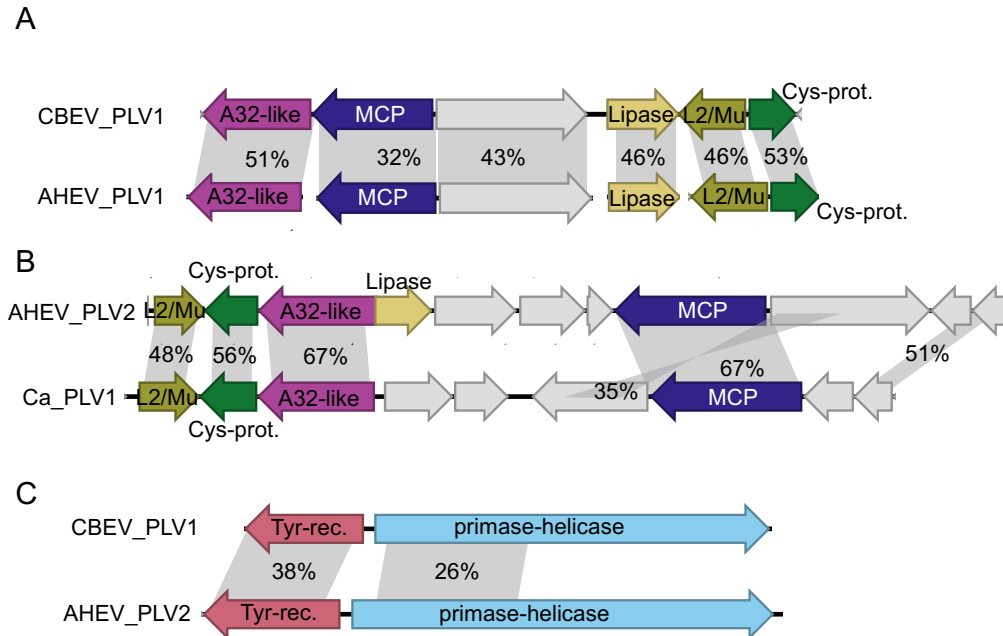 A
Cys-prot.
CBEV_PLV1 A32-like MCP Lipase L2/Mu
51% 32% 43% 46% 46% 53%
AHEV_PLV1 A32-like MCP Lipase L2/Mu
Cys-prot.
B
Cys-prot. Lipase
AHEV_PLV2 L2/Mu A32-like MCP
48% 56% 67% 67% 51%
35%
Ca_PLV1 L2/Mu A32-like MCP
Cys-prot.
C
CBEV_PLV1 Tyr-rec. primase-helicase
38% 26%
AHEV_PLV2 Tyr-rec. primase-helicase